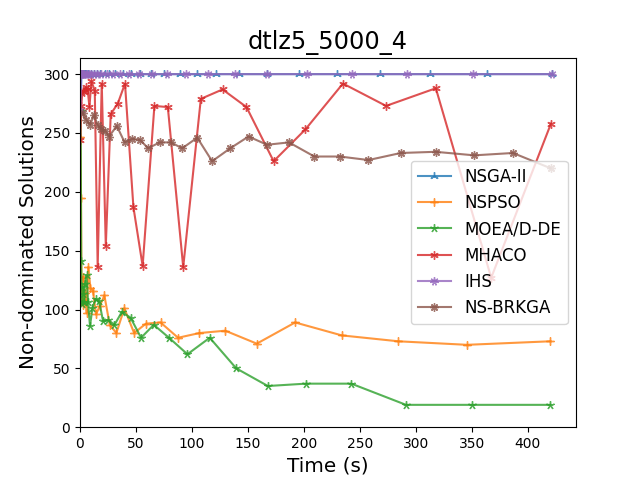 dtlz5_5000_4
Non-dominated Solutions
300
250
200
150
100
50
0
NSGA-II
NSPSO
MOEA/D-DE
MHACO
IHS
NS-BRKGA
0 50 100 150 200 250 300 350 400
Time (s)